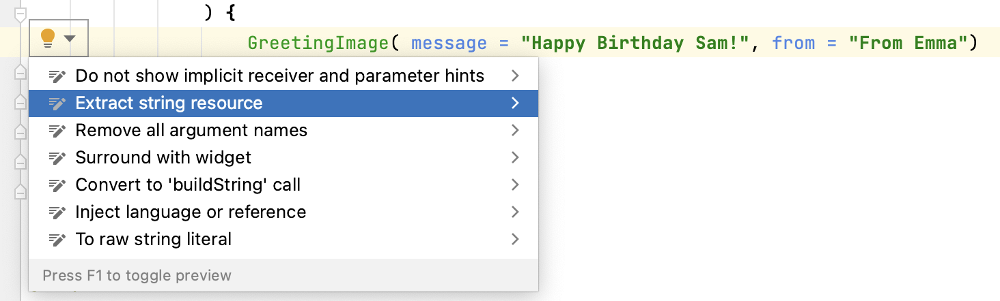 ) {
GreetingImage( message = "Happy Birthday Sam!", from = "From Emma")
Do not show implicit receiver and parameter hints
Extract string resource
Remove all argument names
Surround with widget
Convert to 'buildString' call
Inject language or reference
To raw string literal
Press F1 to toggle preview